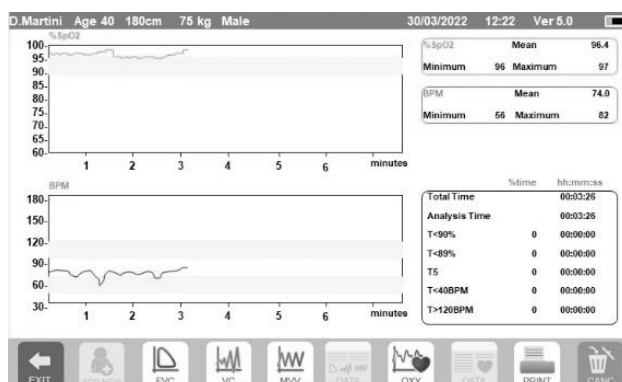 D.Martini Age 40 180cm 75 kg Male 30/03/2022 12:22 Ver 5.0
%SpO2
100-
95-
90-
85-
80-
75-
70-
65-
60-
1 2 3 4 5 6 minutes
%SpO2 Mean 96.4
Minimum 96 Maximum 97
BPM Mean 74.0
Minimum 56 Maximum 82
BPM
180-
150-
120-
90-
60-
30-
1 2 3 4 5 6 minutes
%time hh:mm:ss
Total Time 00:03:26
Analysis Time 00:03:26
T<90% 0 00:00:00
T<89% 0 00:00:00
T5 0 00:00:00
T<40BPM 0 00:00:00
T>120BPM 0 00:00:00
EXIT FVC VC MVV DATA OXY DATA PRINT CANC